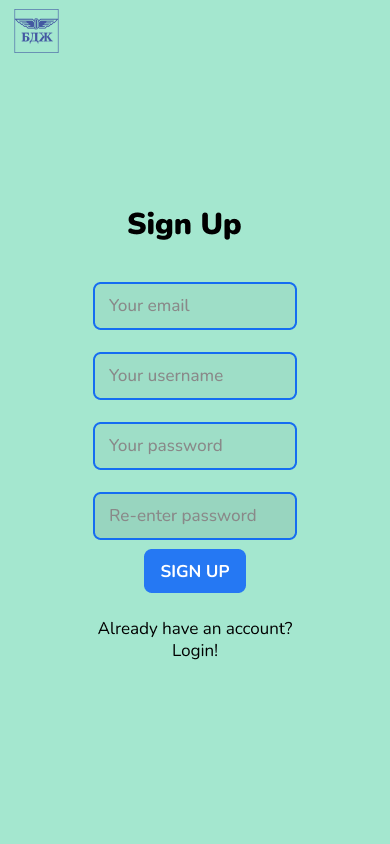 БДЖ
Sign Up
Your email
Your username
Your password
Re-enter password
SIGN UP
Already have an account?
Login!